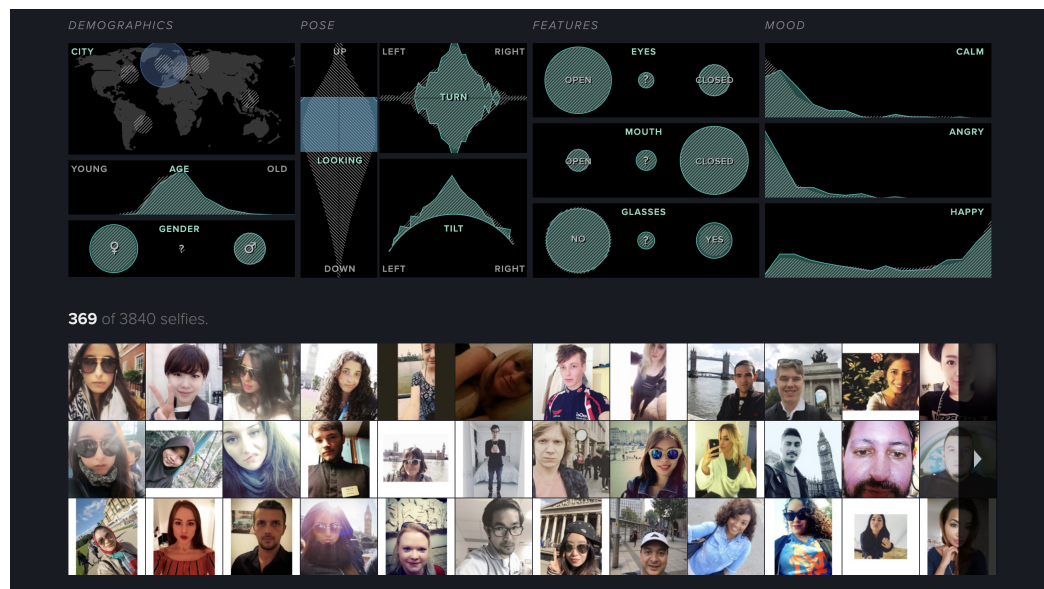 DEMOGRAPHICS
POSE
FEATURES
MOOD
CITY
YOUNG
AGE
OLD
GENDER
?
UP
LOOKING
DOWN
LEFT
RIGHT
TURN
TILT
LEFT
RIGHT
EYES
OPEN
?
CLOSED
MOUTH
OPEN
?
CLOSED
GLASSES
NO
?
YES
CALM
ANGRY
HAPPY
369 of 3840 selfies.